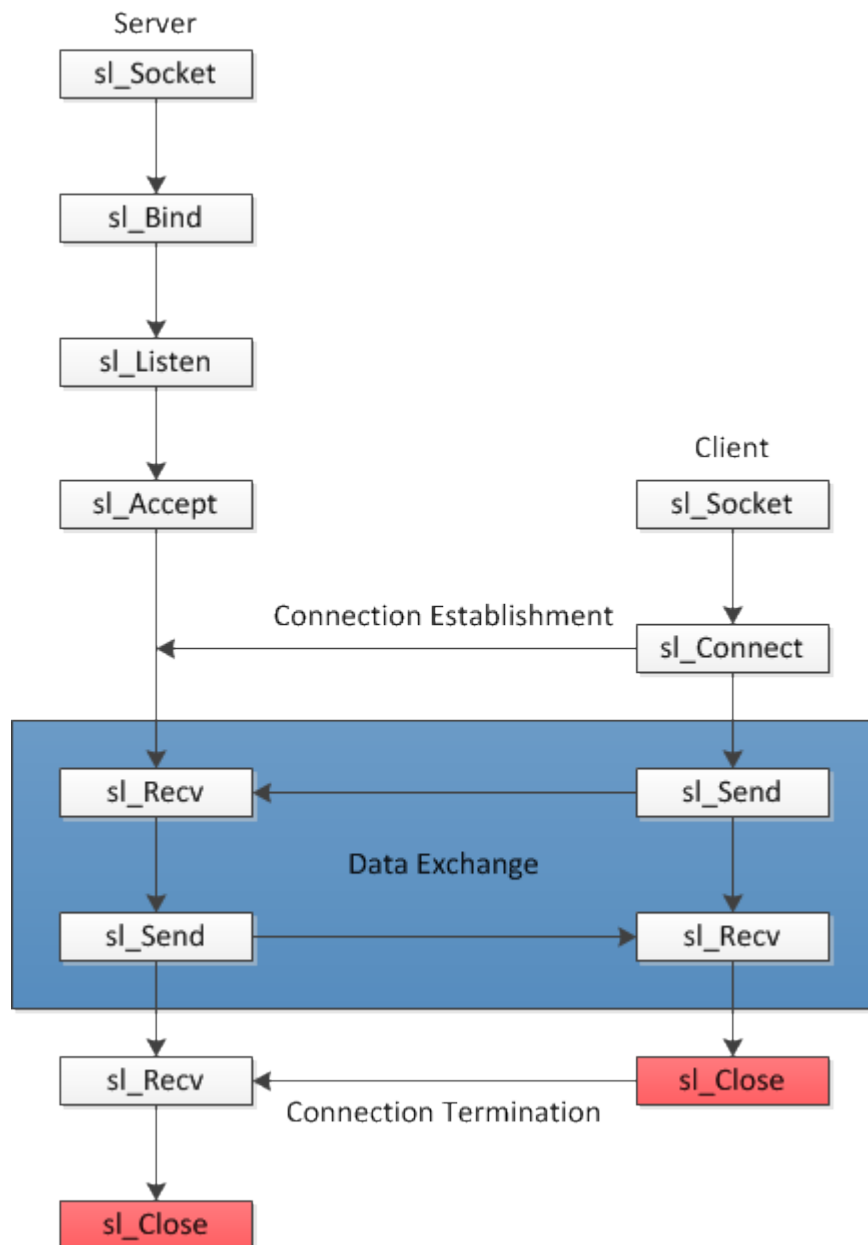 Server
sl_Socket
sl_Bind
sl_Listen
Client
sl_Accept
sl_Socket
Connection Establishment
sl_Connect
sl_Recv
sl_Send
Data Exchange
sl_Send
sl_Recv
sl_Recv
sl_Close
Connection Termination
sl_Close